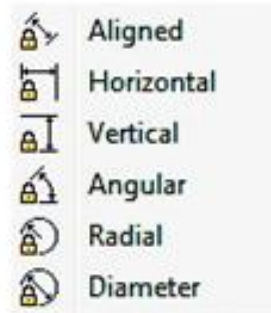 Aligned
Horizontal
Vertical
Angular
Radial
Diameter